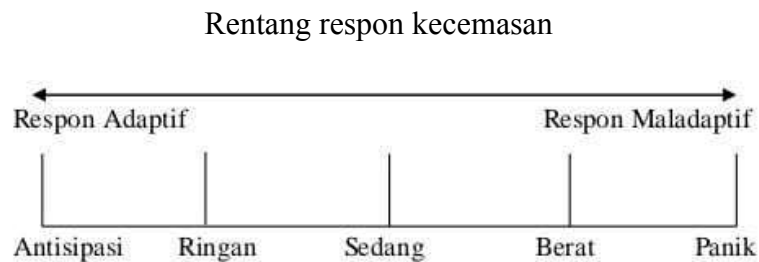 Rentang respon kecemasan
Respon Adaptif Respon Maladaptif
Antisipasi Ringan Sedang Berat Panik